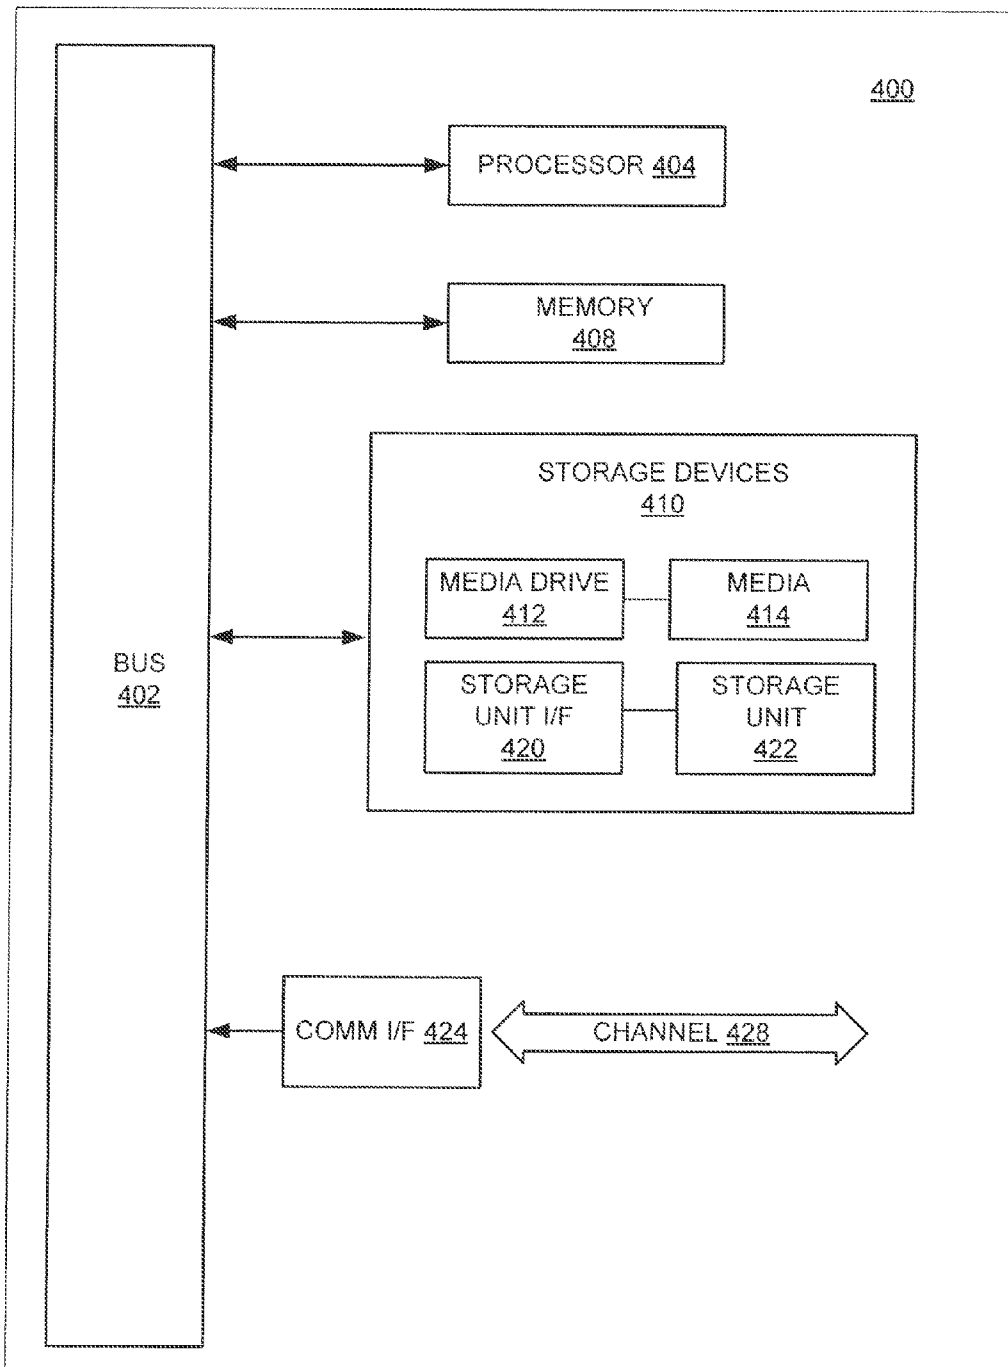 400
PROCESSOR 404
MEMORY
408
STORAGE DEVICES
410
MEDIA DRIVE
412
MEDIA
414
BUS
402
STORAGE
UNIT I/F
420
STORAGE
UNIT
422
COMM I/F 424
CHANNEL 428